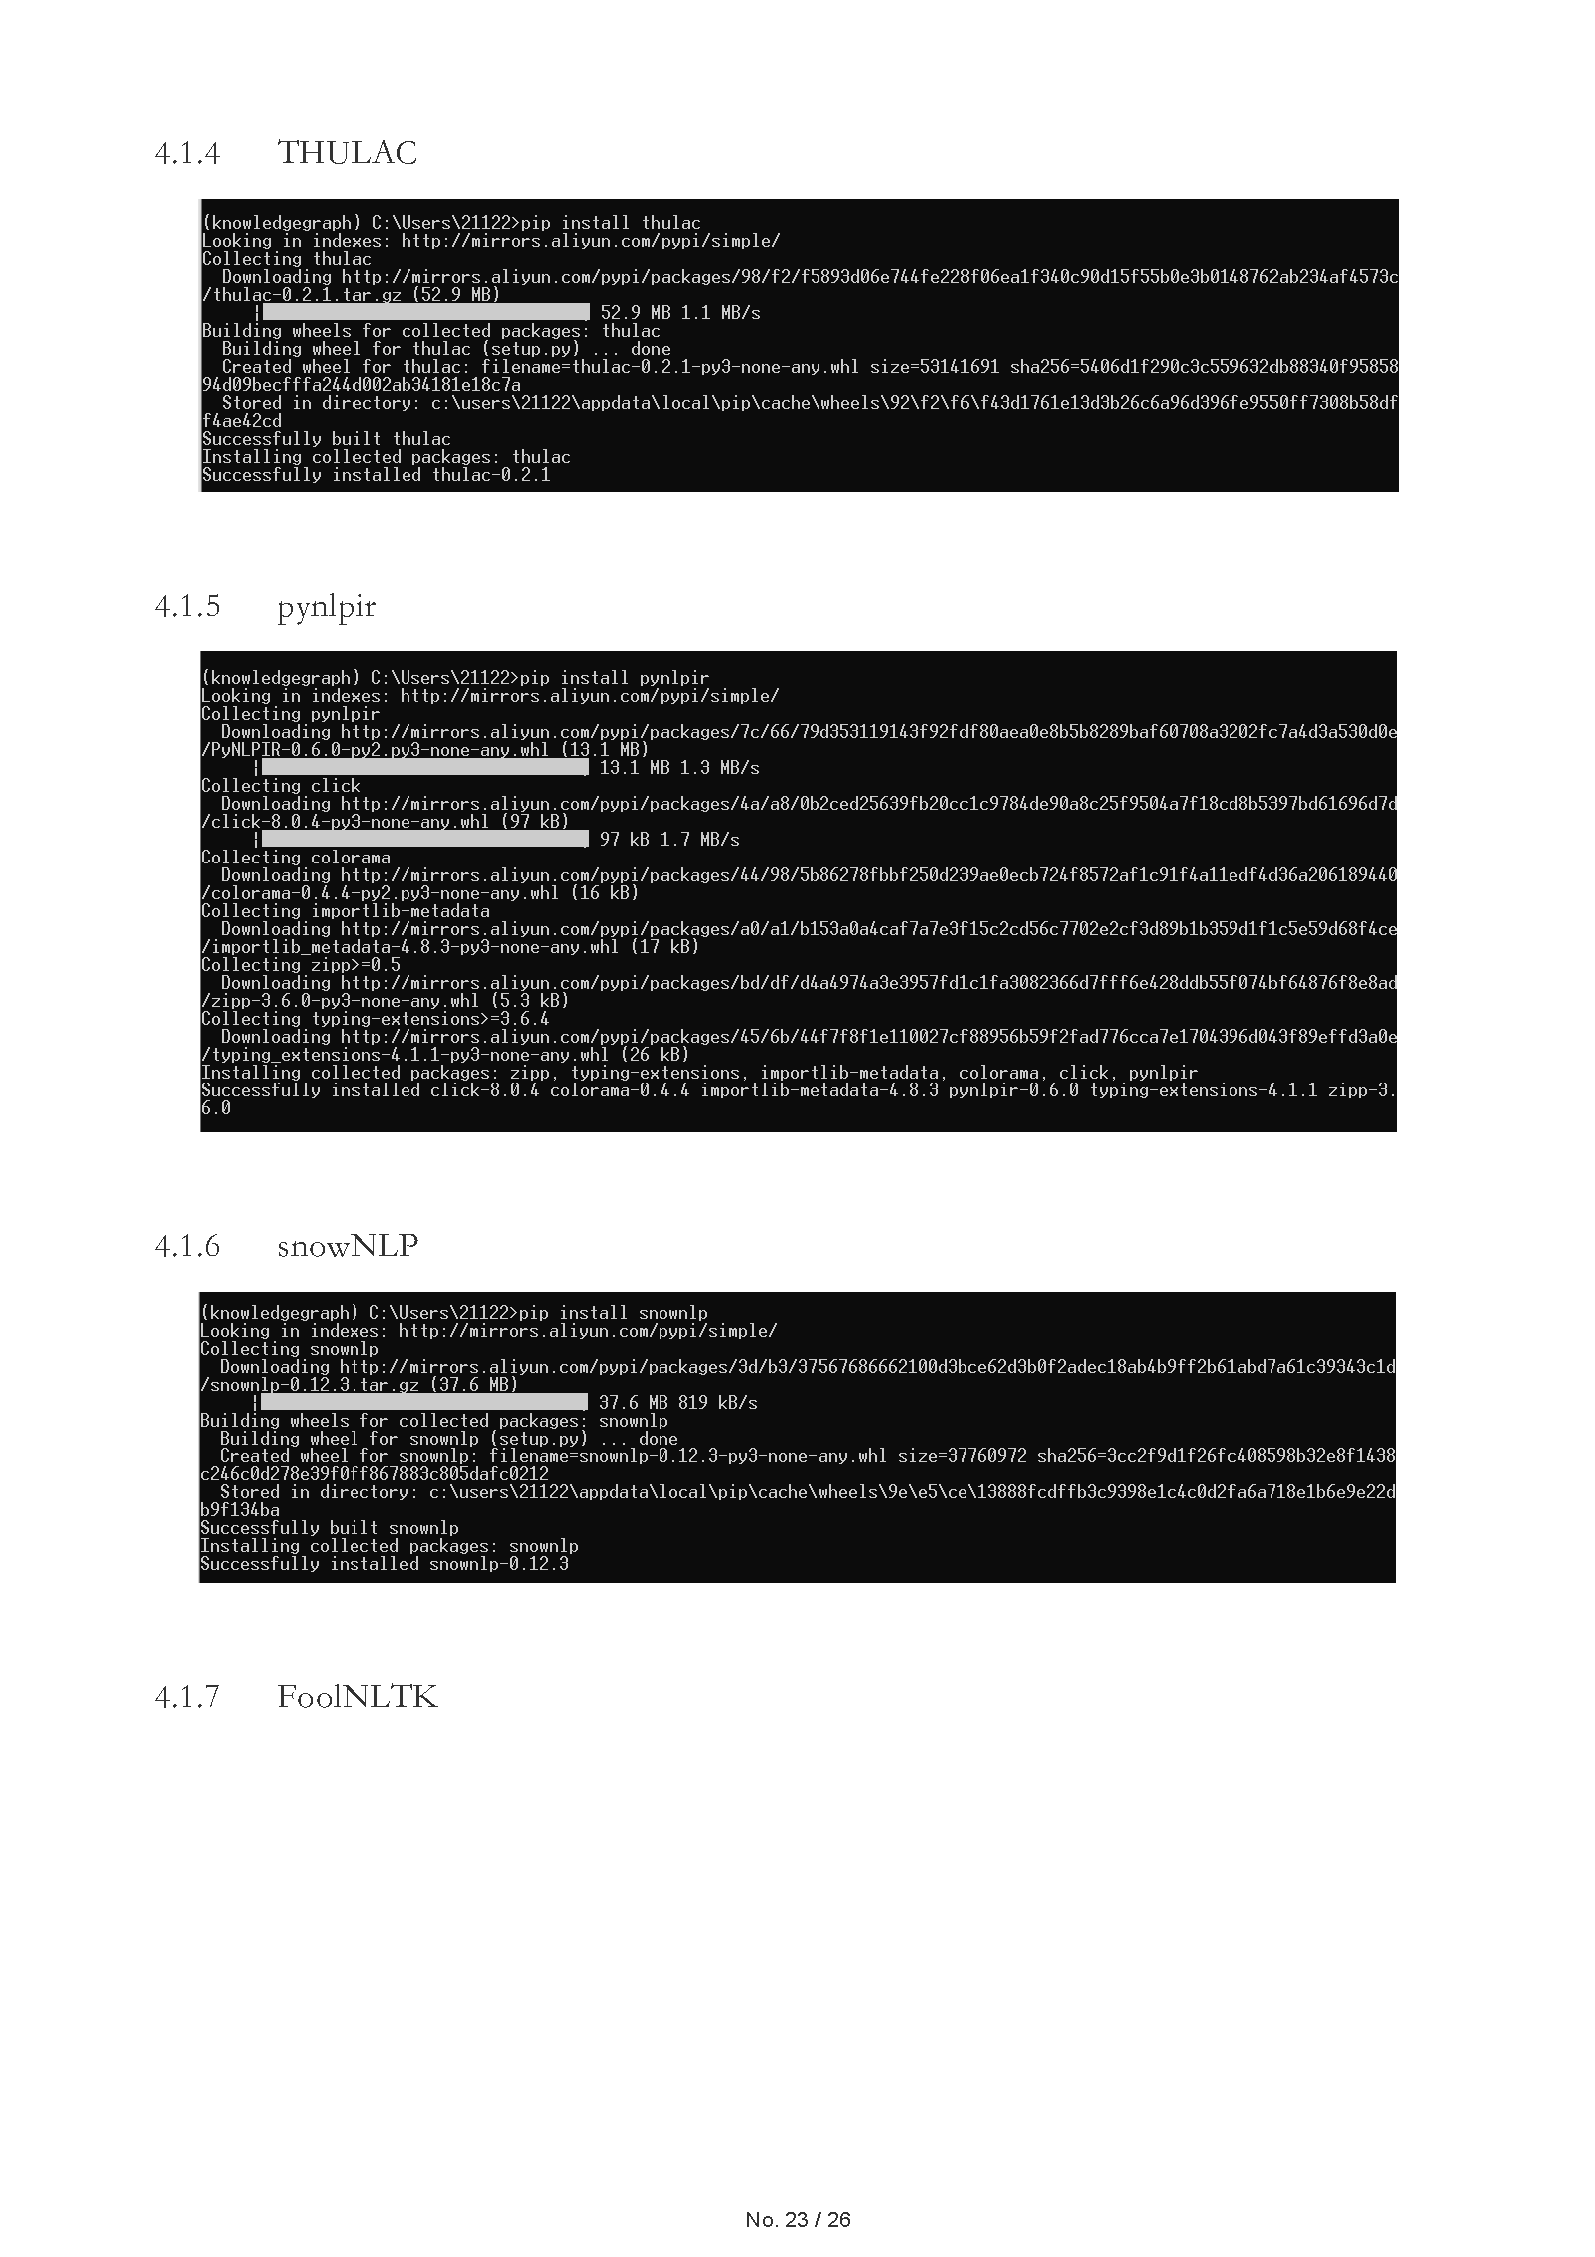 4.1.4 THULAC
(knowledgegraph) C:\Users\21122>pip install thulac
Looking in indexes: http://mirrors.aliyun.com/pypi/simple/
Collecting thulac
Downloading http://mirrors.aliyun.com/pypi/packages/98/f2/f5893d06e744fe228f06ea1f340c90d15f55b0e3b0148762ab234af4573c
/thulac-0.2.1.tar.gz (52.9 MB)
52.9 MB 1.1 MB/s
Building wheels for collected packages: thulac
Building wheel for thulac (setup.py) ... done
Created wheel for thulac: filename=thulac-0.2.1-py3-none-any.whl size=53141691 sha256=5406d1f290c3c559632db88340f95858
94d09becfffa244d002ab34181e18c7a
Stored in directory: c:\users\21122\appdata\local\pip\cache\wheels\92\f2\f6\f43d1761e13d3b26c6a96d396fe9550ff7308b58df
f4ae42cd
Successfully built thulac
Installing collected packages: thulac
Successfully installed thulac-0.2.1
4.1.5 pynlpir
(knowledgegraph) C:\Users\21122>pip install pynlpir
Looking in indexes: http://mirrors.aliyun.com/pypi/simple/
Collecting pynlpir
Downloading http://mirrors.aliyun.com/pypi/packages/7c/66/79d353119143f92fdf80aea0e8b5b8289baf60708a3202fc7a4d3a530d0e
/PyNLPIR-0.6.0-py2.py3-none-any.whl (13.1 MB)
13.1 MB 1.3 MB/s
Collecting click
Downloading http://mirrors.aliyun.com/pypi/packages/4a/a8/0b2ced25639fb20cc1c9784de90a8c25f9504a7f18cd8b5397bd61696d7d
/click-8.0.4-py3-none-any.whl (97 kB)
97 kB 1.7 MB/s
Collecting colorama
Downloading http://mirrors.aliyun.com/pypi/packages/44/98/5b86278fbbf250d239ae0ecb724f8572af1c91f4a11edf4d36a206189440
/colorama-0.4.4-py2.py3-none-any.whl (16 kB)
Collecting importlib-metadata
Downloading http://mirrors.aliyun.com/pypi/packages/a0/a1/b153a0a4caf7a7e3f15c2cd56c7702e2cf3d89b1b359d1f1c5e59d68f4ce
/importlib_metadata-4.8.3-py3-none-any.whl (17 kB)
Collecting zipp>=0.5
Downloading http://mirrors.aliyun.com/pypi/packages/bd/df/d4a4974a3e3957fd1c1fa3082366d7fff6e428ddb55f074bf64876f8e8ad
/zipp-3.6.0-py3-none-any.whl (5.3 kB)
Collecting typing-extensions>=3.6.4
Downloading http://mirrors.aliyun.com/pypi/packages/45/6b/44f7f8f1e110027cf88956b59f2fad776cca7e1704396d043f89effd3a0e
/typing_extensions-4.1.1-py3-none-any.whl (26 kB)
Installing collected packages: zipp, typing-extensions, importlib-metadata, colorama, click, pynlpir
Successfully installed click-8.0.4 colorama-0.4.4 importlib-metadata-4.8.3 pynlpir-0.6.0 typing-extensions-4.1.1 zipp-3.
6.0
4.1.6 snowNLP
(knowledgegraph) C:\Users\21122>pip install snownlp
Looking in indexes: http://mirrors.aliyun.com/pypi/simple/
Collecting snownlp
Downloading http://mirrors.aliyun.com/pypi/packages/3d/b3/37567686662100d3bce62d3b0f2adec18ab4b9ff2b61abd7a61c39343c1d
/snownlp-0.12.3.tar.gz (37.6 MB)
37.6 MB 819 kB/s
Building wheels for collected packages: snownlp
Building wheel for snownlp (setup.py) ... done
Created wheel for snownlp: filename=snownlp-0.12.3-py3-none-any.whl size=37760972 sha256=3cc2f9d1f26fc408598b32e8f1438
c246c0d278e39f0ff867883c805dafc0212
Stored in directory: c:\users\21122\appdata\local\pip\cache\wheels\9e\e5\ce\13888fcdffb3c9398e1c4c0d2fa6a718e1b6e9e22d
b9f134ba
Successfully built snownlp
Installing collected packages: snownlp
Successfully installed snownlp-0.12.3
4.1.7 FoolNLTK
No. 23 / 26